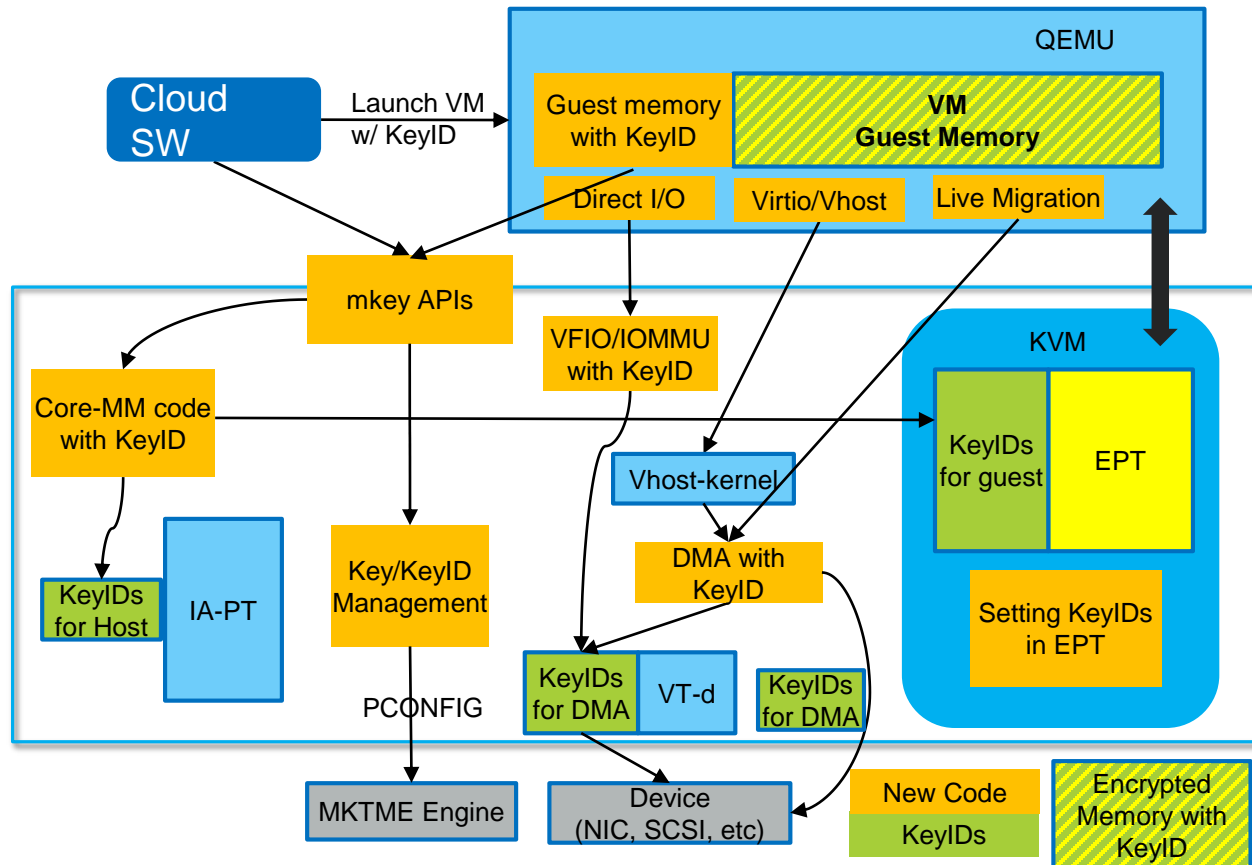 QEMU
Cloud
SW
Launch VM
w/ KeyID
Guest memory
with KeyID
VM
Guest Memory
Direct I/O
Virtio/Vhost
Live Migration
mkey APIs
VFIO/IOMMU
with KeyID
KVM
Core-MM code
with KeyID
KeyIDs
for guest
EPT
Vhost-kernel
Key/KeyID
Management
DMA with
KeyID
KeyIDs
for Host
IA-PT
Setting KeyIDs
in EPT
KeyIDs
for DMA
VT-d
KeyIDs
for DMA
PCONFIG
MKTME Engine
Device
(NIC, SCSI, etc)
New Code
KeyIDs
Encrypted
Memory with
KeyID